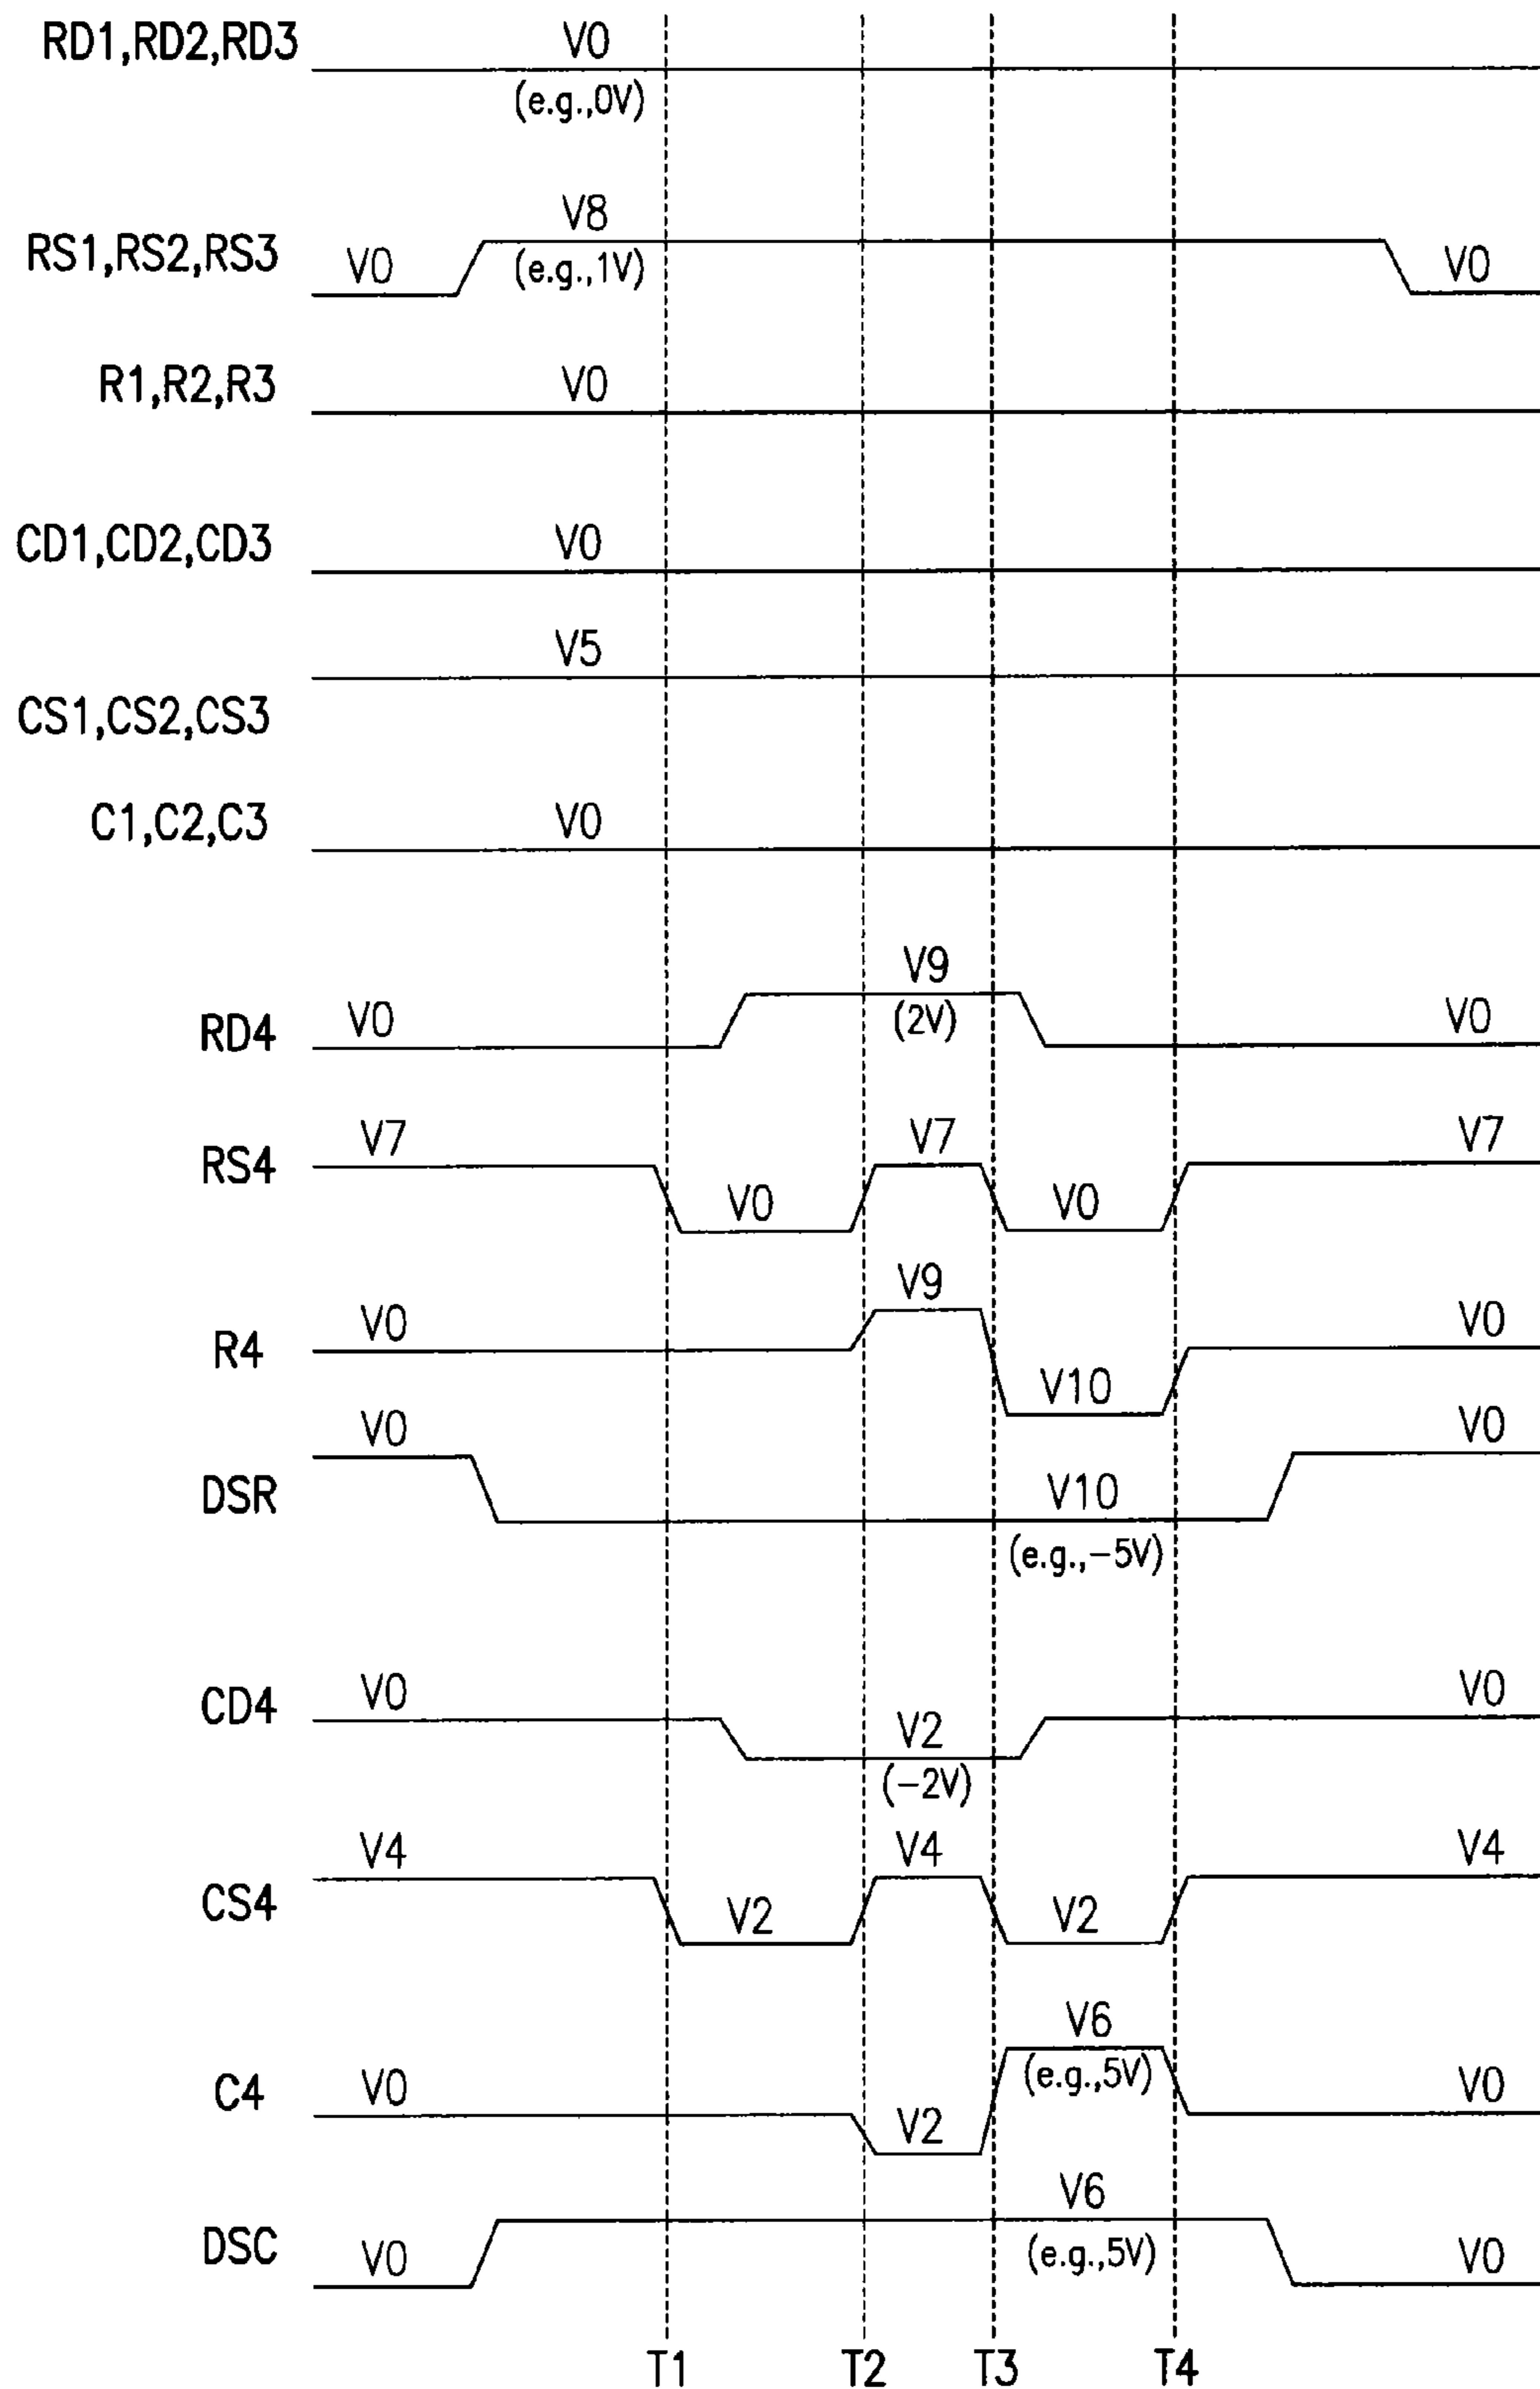 RD1,RD2,RD3 V0
(e.g.,0V)
V8
RS1,RS2,RS3 V0 (e.g.,1V) V0
R1,R2,R3 V0
CD1,CD2,CD3 V0
V5
CS1,CS2,CS3
C1,C2,C3 V0
V9
RD4 V0 (2V) V0
V7 V7 V7
RS4 V0 V0
V9
R4 V0 V0
V10
V0 V0
DSR V10
(e.g.,-5V)
CD4 V0 V0
V2
(-2V)
V4 V4 V4
CS4 V2 V2
V6
(e.g.,5V)
C4 V0 V0
V2
V6
DSC V0 (e.g.,5V) V0
T1 T2 T3 T4